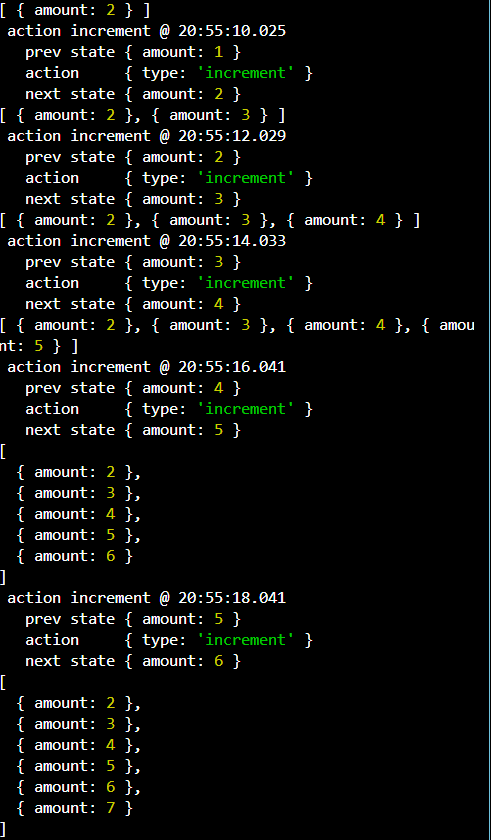 [ { amount: 2 } ]
 action increment @ 20:55:10.025
   prev state { amount: 1 }
   action     { type: 'increment' }
   next state { amount: 2 }
[ { amount: 2 }, { amount: 3 } ]
 action increment @ 20:55:12.029
   prev state { amount: 2 }
   action     { type: 'increment' }
   next state { amount: 3 }
[ { amount: 2 }, { amount: 3 }, { amount: 4 } ]
 action increment @ 20:55:14.033
   prev state { amount: 3 }
   action     { type: 'increment' }
   next state { amount: 4 }
[ { amount: 2 }, { amount: 3 }, { amount: 4 }, { amou
nt: 5 } ]
 action increment @ 20:55:16.041
   prev state { amount: 4 }
   action     { type: 'increment' }
   next state { amount: 5 }
[
  { amount: 2 },
  { amount: 3 },
  { amount: 4 },
  { amount: 5 },
  { amount: 6 }
]
 action increment @ 20:55:18.041
   prev state { amount: 5 }
   action     { type: 'increment' }
   next state { amount: 6 }
[
  { amount: 2 },
  { amount: 3 },
  { amount: 4 },
  { amount: 5 },
  { amount: 6 },
  { amount: 7 }
]